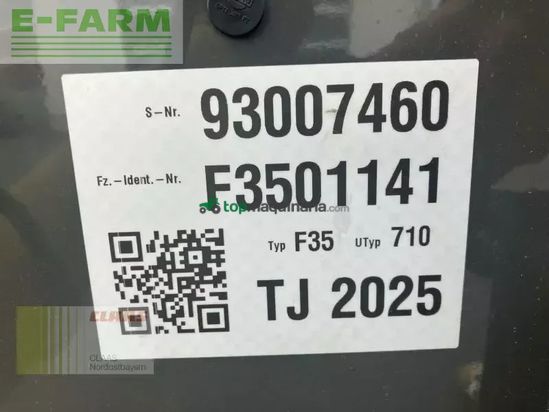 E-FARM
S-Nr. 93007460
Fz.-Ident.-Nr. F3501141
topmaquinaria.com
Typ F35 UTyp 710
TJ 2025
CLAAS
CLAAS
Nordostbayern